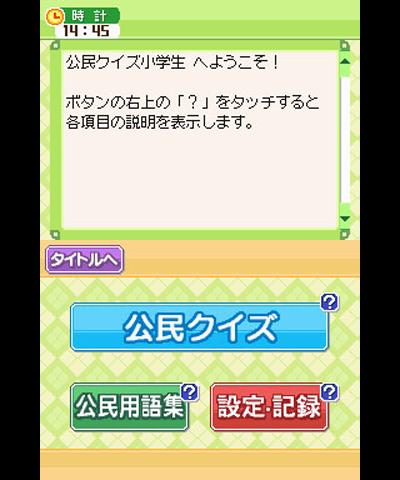 時計
14:45
公民クイズ小学生 へようこそ!
ボタンの右上の「?」をタッチすると
各項目の説明を表示します。
タイトルへ
?
公民クイズ
? ?
公民用語集 設定・記録